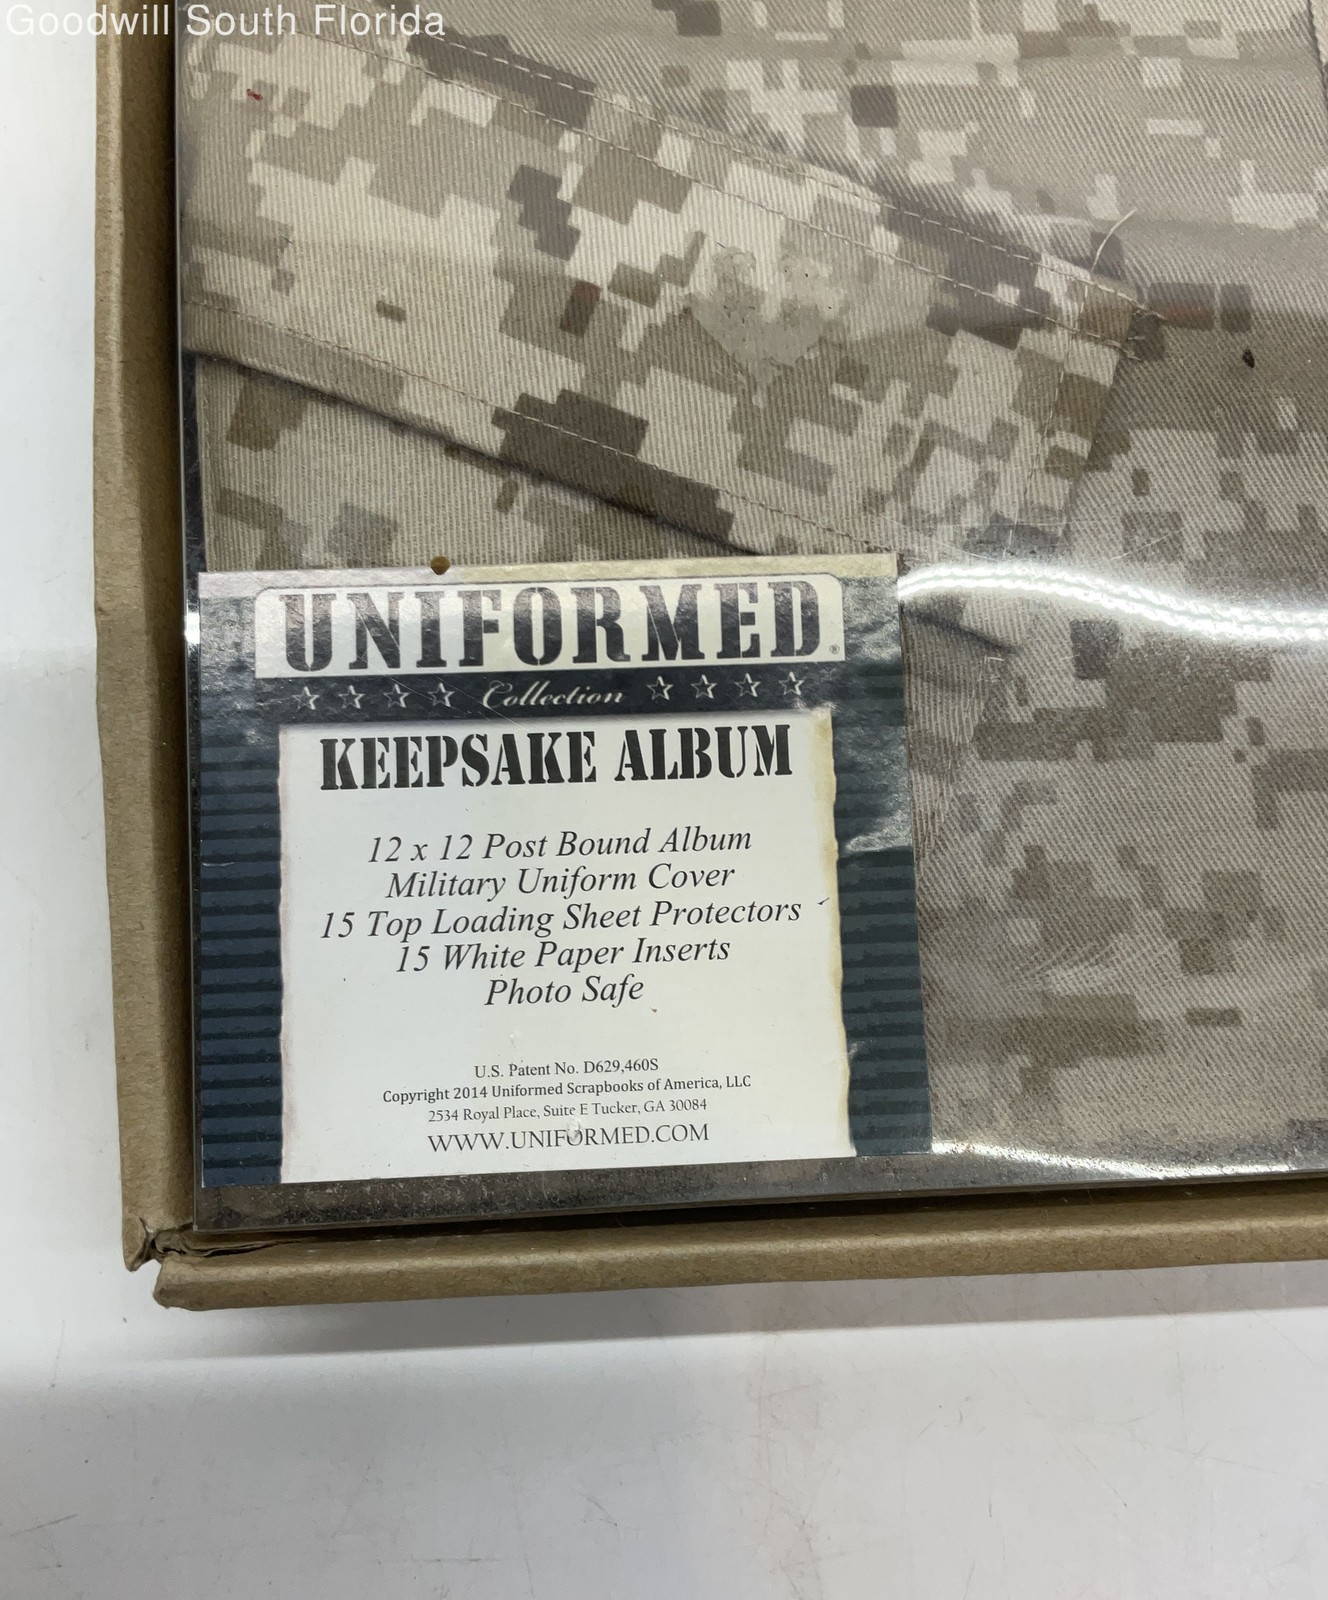 Goodwill South Florida
UNIFORMED®
Collection
KEEPSAKE ALBUM
12 x 12 Post Bound Album
Military Uniform Cover
15 Top Loading Sheet Protectors
15 White Paper Inserts
Photo Safe
U.S. Patent No. D629,460S
Copyright 2014 Uniformed Scrapbooks of America, LLC
2534 Royal Place, Suite E Tucker, GA 30084
WWW.UNIFORMED.COM